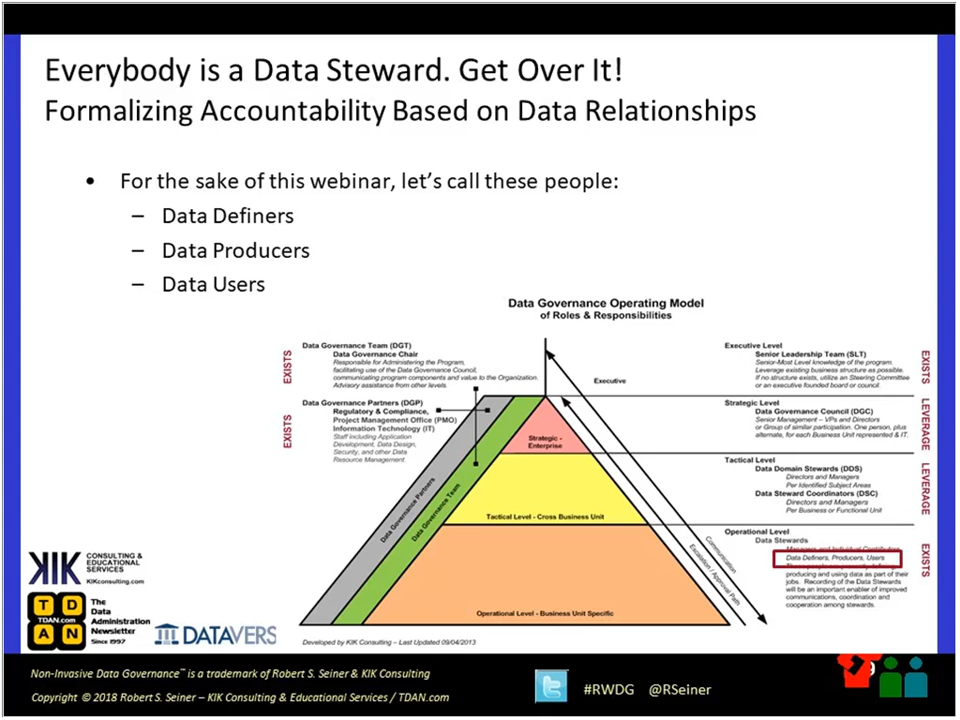 Everybody is a Data Steward. Get Over It!
Formalizing Accountability Based on Data Relationships
• For the sake of this webinar, let's call these people:
– Data Definers
– Data Producers
– Data Users
Data Governance Operating Model
of Roles & Responsibilities
EXISTS
Data Governance Team (DGT)
Data Governance Chair
Responsible for Administering the Program,
facilitating use of the Data Governance Council,
communicating program components and value to the Organization.
Advisory assistance from other levels.
EXISTS
Data Governance Partners (DGP)
Regulatory & Compliance,
Project Management Office (PMO)
Information Technology (IT)
Staff including Application
Development, Data Design,
Security, and other Data
Resource Management.
Executive
Strategic -
Enterprise
Tactical Level - Cross Business Unit
Operational Level - Business Unit Specific
Data Governance Partners
Data Governance Team
Communication
Escalation / Approval Path
Executive Level
Senior Leadership Team (SLT)
Senior-Most Level knowledge of the program.
Leverage existing business structure as possible.
If no structure exists, utilize an Steering Committee
or an executive founded board or council.
EXISTS
Strategic Level
Data Governance Council (DGC)
Senior Management – VPs and Directors
or Group of similar participation. One person, plus
alternate, for each Business Unit represented & IT.
LEVERAGE
Tactical Level
Data Domain Stewards (DDS)
Directors and Managers
Per Identified Subject Areas
Data Steward Coordinators (DSC)
Directors and Managers
Per Business or Functional Unit
LEVERAGE
Operational Level
Data Stewards
Data Definers, Producers, Users
producing and using data as part of their
jobs. Recording of the Data Stewards
will be an important enabler of improved
communications, coordination and
cooperation among stewards.
EXISTS
Developed by KIK Consulting – Last Updated 09/04/2013
KIK
CONSULTING &
EDUCATIONAL
SERVICES
KIKconsulting.com
T D
TDAN.com
A N
The
Data
Administration
Newsletter
Since 1997
DATAVERS
Non-Invasive Data Governance™ is a trademark of Robert S. Seiner & KIK Consulting
Copyright © 2018 Robert S. Seiner – KIK Consulting & Educational Services / TDAN.com
#RWDG @RSeiner